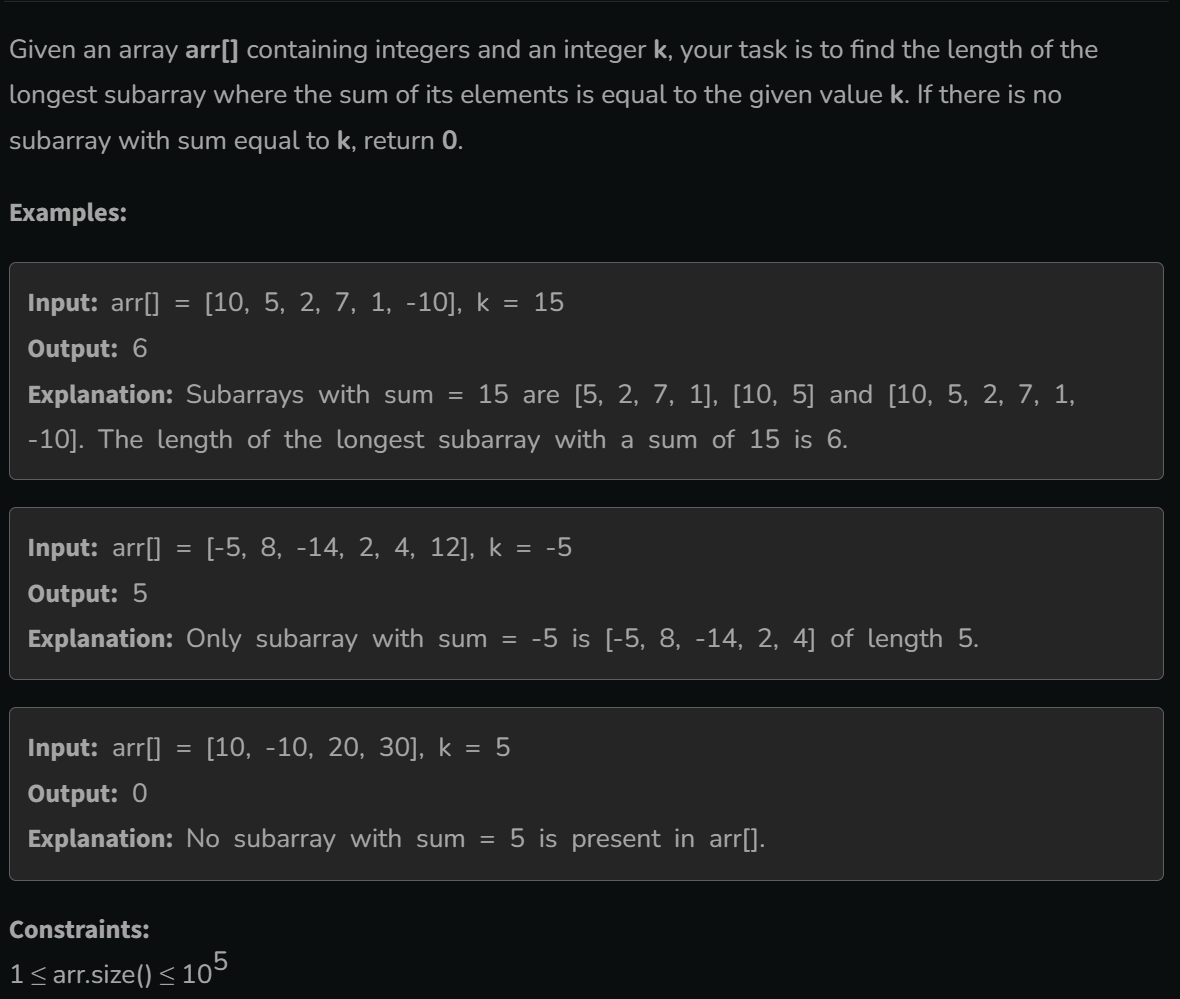 Given an array arr[] containing integers and an integer k, your task is to find the length of the
longest subarray where the sum of its elements is equal to the given value k. If there is no
subarray with sum equal to k, return 0.
Examples:
Input: arr[] = [10, 5, 2, 7, 1, -10], k = 15
Output: 6
Explanation: Subarrays with sum = 15 are [5, 2, 7, 1], [10, 5] and [10, 5, 2, 7, 1,
-10]. The length of the longest subarray with a sum of 15 is 6.
Input: arr[] = [-5, 8, -14, 2, 4, 12], k = -5
Output: 5
Explanation: Only subarray with sum = -5 is [-5, 8, -14, 2, 4] of length 5.
Input: arr[] = [10, -10, 20, 30], k = 5
Output: 0
Explanation: No subarray with sum = 5 is present in arr[].
Constraints:
1 ≤ arr.size() ≤ 10⁵